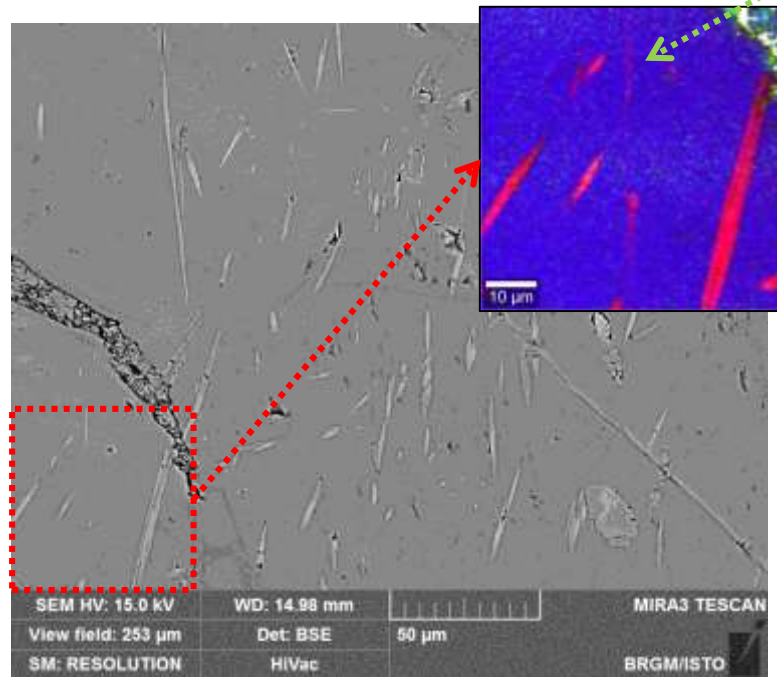 10 µm
SEM HV: 15.0 kV WD: 14.98 mm MIRA3 TESCAN
View field: 253 µm Det: BSE 50 µm
SM: RESOLUTION HiVac BRGM/ISTO